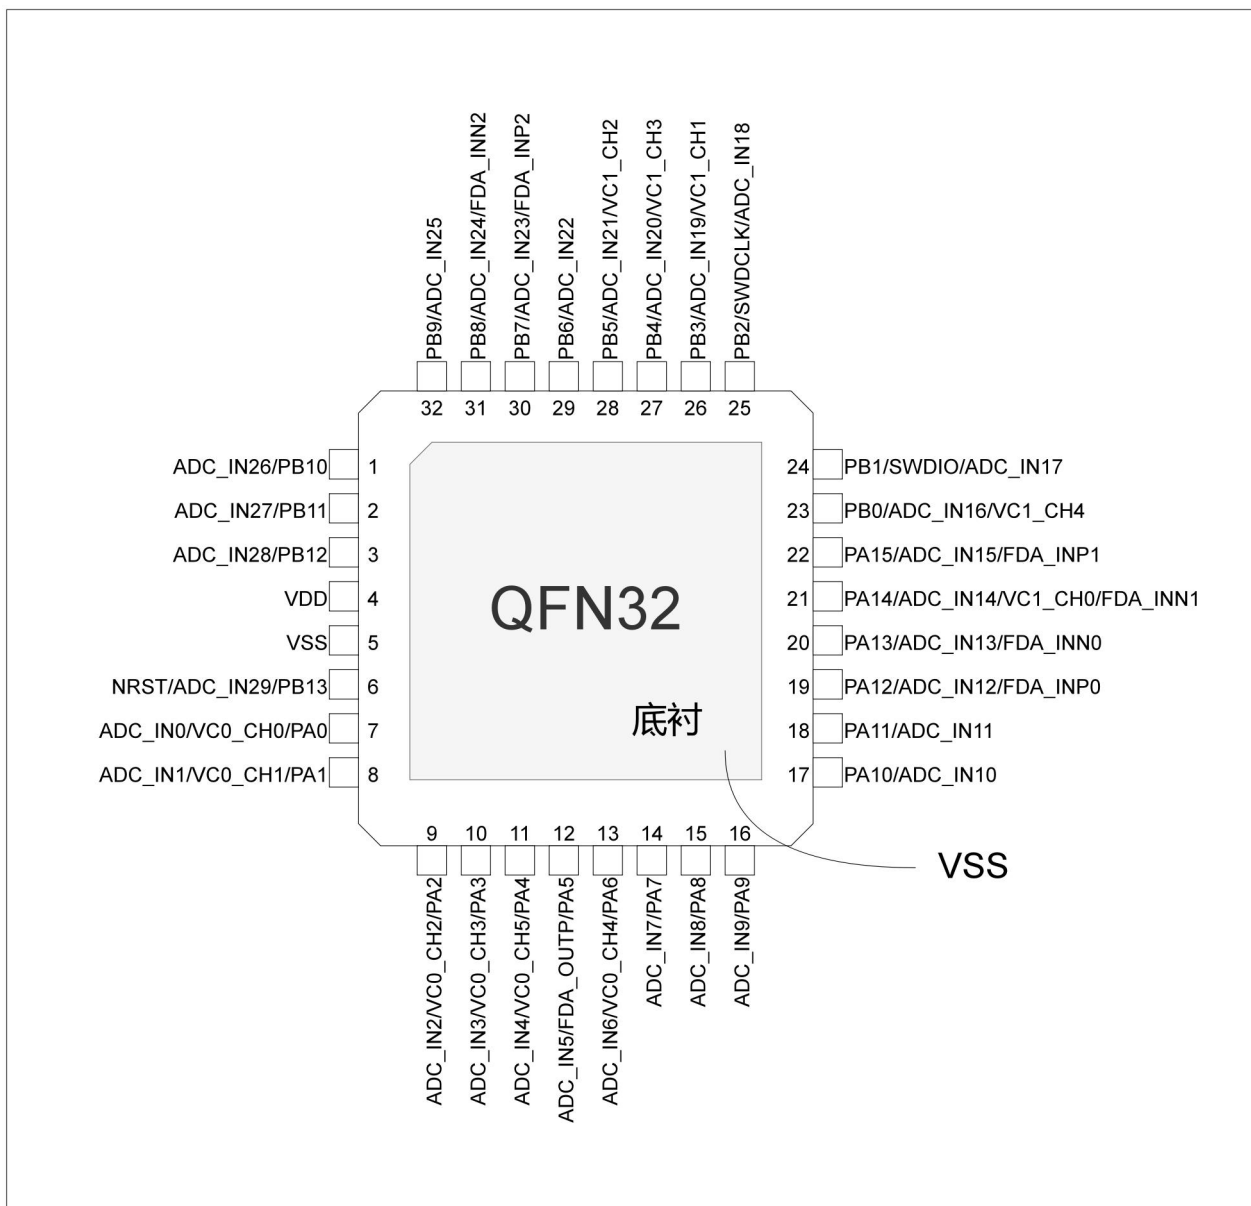 PB9/ADC_IN25
PB8/ADC_IN24/FDA_INN2
PB7/ADC_IN23/FDA_INP2
PB6/ADC_IN22
PB5/ADC_IN21/VC1_CH2
PB4/ADC_IN20/VC1_CH3
PB3/ADC_IN19/VC1_CH1
PB2/SWDCLK/ADC_IN18
32 31 30 29 28 27 26 25
ADC_IN26/PB10 1
ADC_IN27/PB11 2
ADC_IN28/PB12 3
VDD 4
VSS 5
NRST/ADC_IN29/PB13 6
ADC_IN0/VC0_CH0/PA0 7
ADC_IN1/VC0_CH1/PA1 8
QFN32
底衬
24 PB1/SWDIO/ADC_IN17
23 PB0/ADC_IN16/VC1_CH4
22 PA15/ADC_IN15/FDA_INP1
21 PA14/ADC_IN14/VC1_CH0/FDA_INN1
20 PA13/ADC_IN13/FDA_INN0
19 PA12/ADC_IN12/FDA_INP0
18 PA11/ADC_IN11
17 PA10/ADC_IN10
VSS
9 10 11 12 13 14 15 16
ADC_IN2/VC0_CH2/PA2
ADC_IN3/VC0_CH3/PA3
ADC_IN4/VC0_CH5/PA4
ADC_IN5/FDA_OUTP/PA5
ADC_IN6/VC0_CH4/PA6
ADC_IN7/PA7
ADC_IN8/PA8
ADC_IN9/PA9